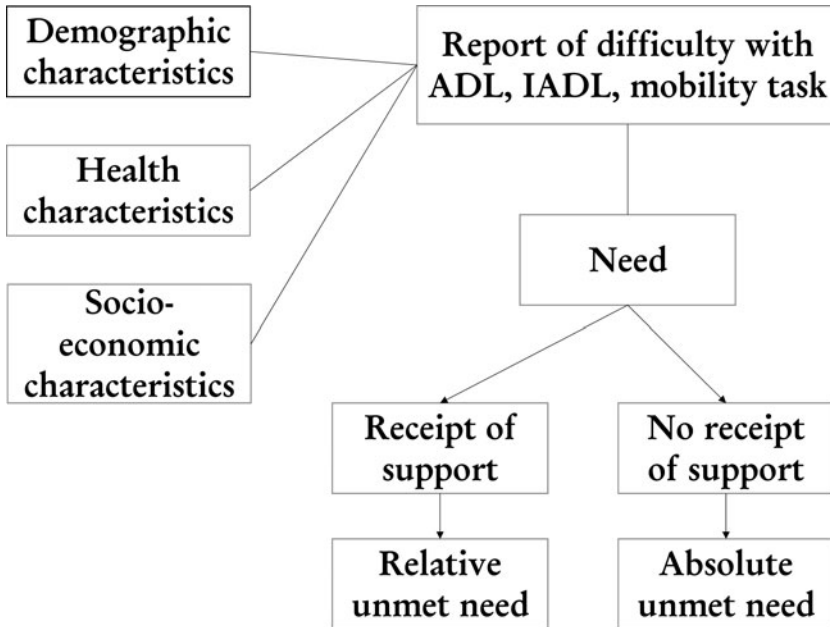 Demographic
characteristics
Report of difficulty with
ADL, IADL, mobility task
Health
characteristics
Need
Socio-
economic
characteristics
Receipt of
support
No receipt
of support
Relative
unmet need
Absolute
unmet need